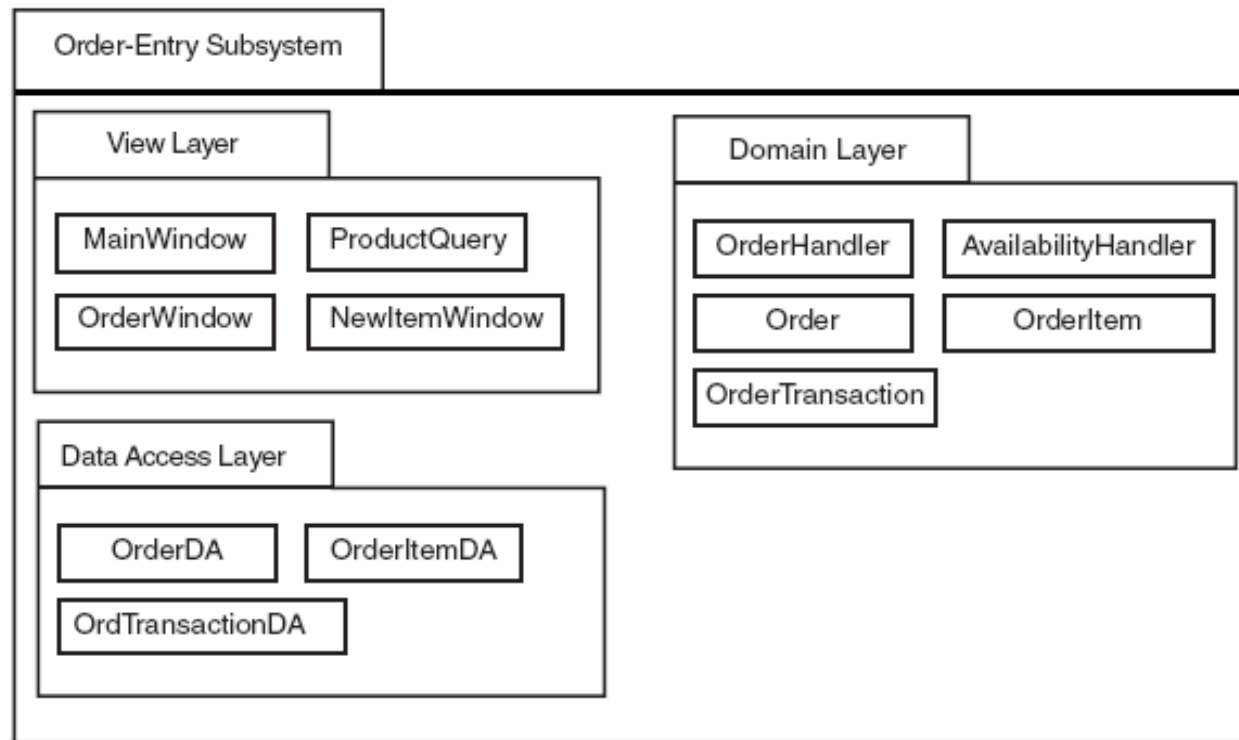 Order-Entry Subsystem
View Layer
MainWindow
ProductQuery
OrderWindow
NewItemWindow
Domain Layer
OrderHandler
AvailabilityHandler
Order
OrderItem
OrderTransaction
Data Access Layer
OrderDA
OrderItemDA
OrdTransactionDA